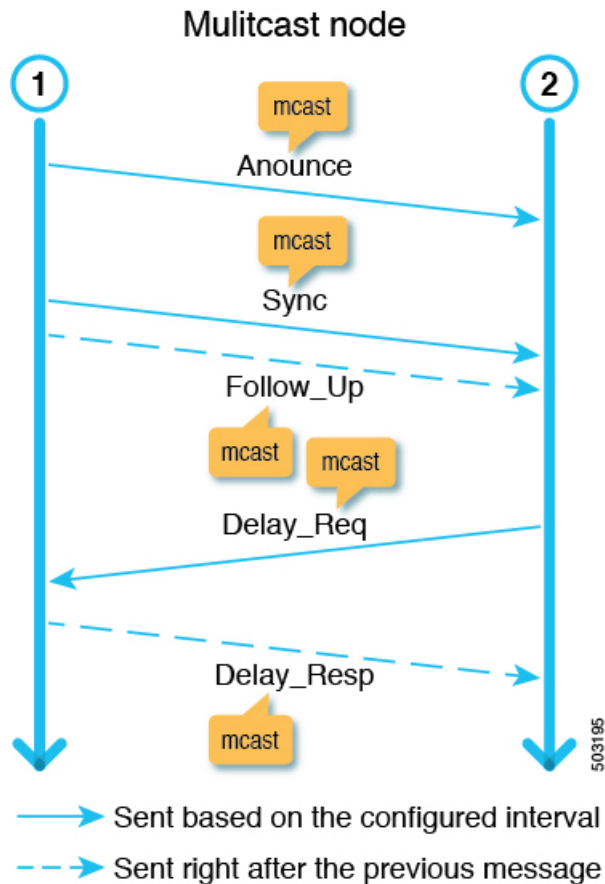 Mulitcast node
1
2
mcast
Anounce
mcast
Sync
Follow_Up
mcast
mcast
Delay_Req
Delay_Resp
mcast
503195
Sent based on the configured interval
Sent right after the previous message